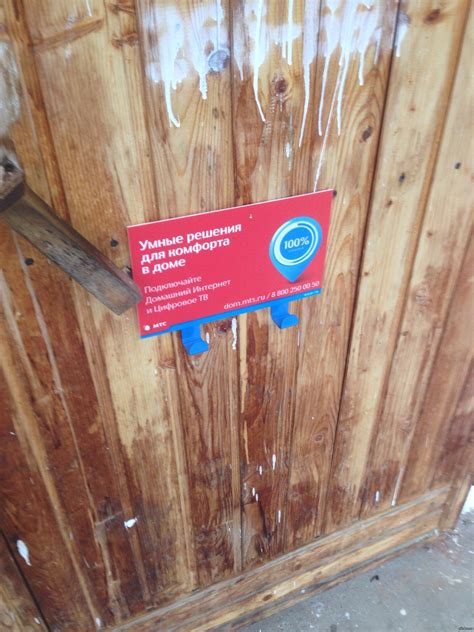 Умные решения
для комфорта
в доме
100%
Подключайте
Домашний Интернет
и Цифровое ТВ
dom.mts.ru / 8 800 250 00 50
МТС